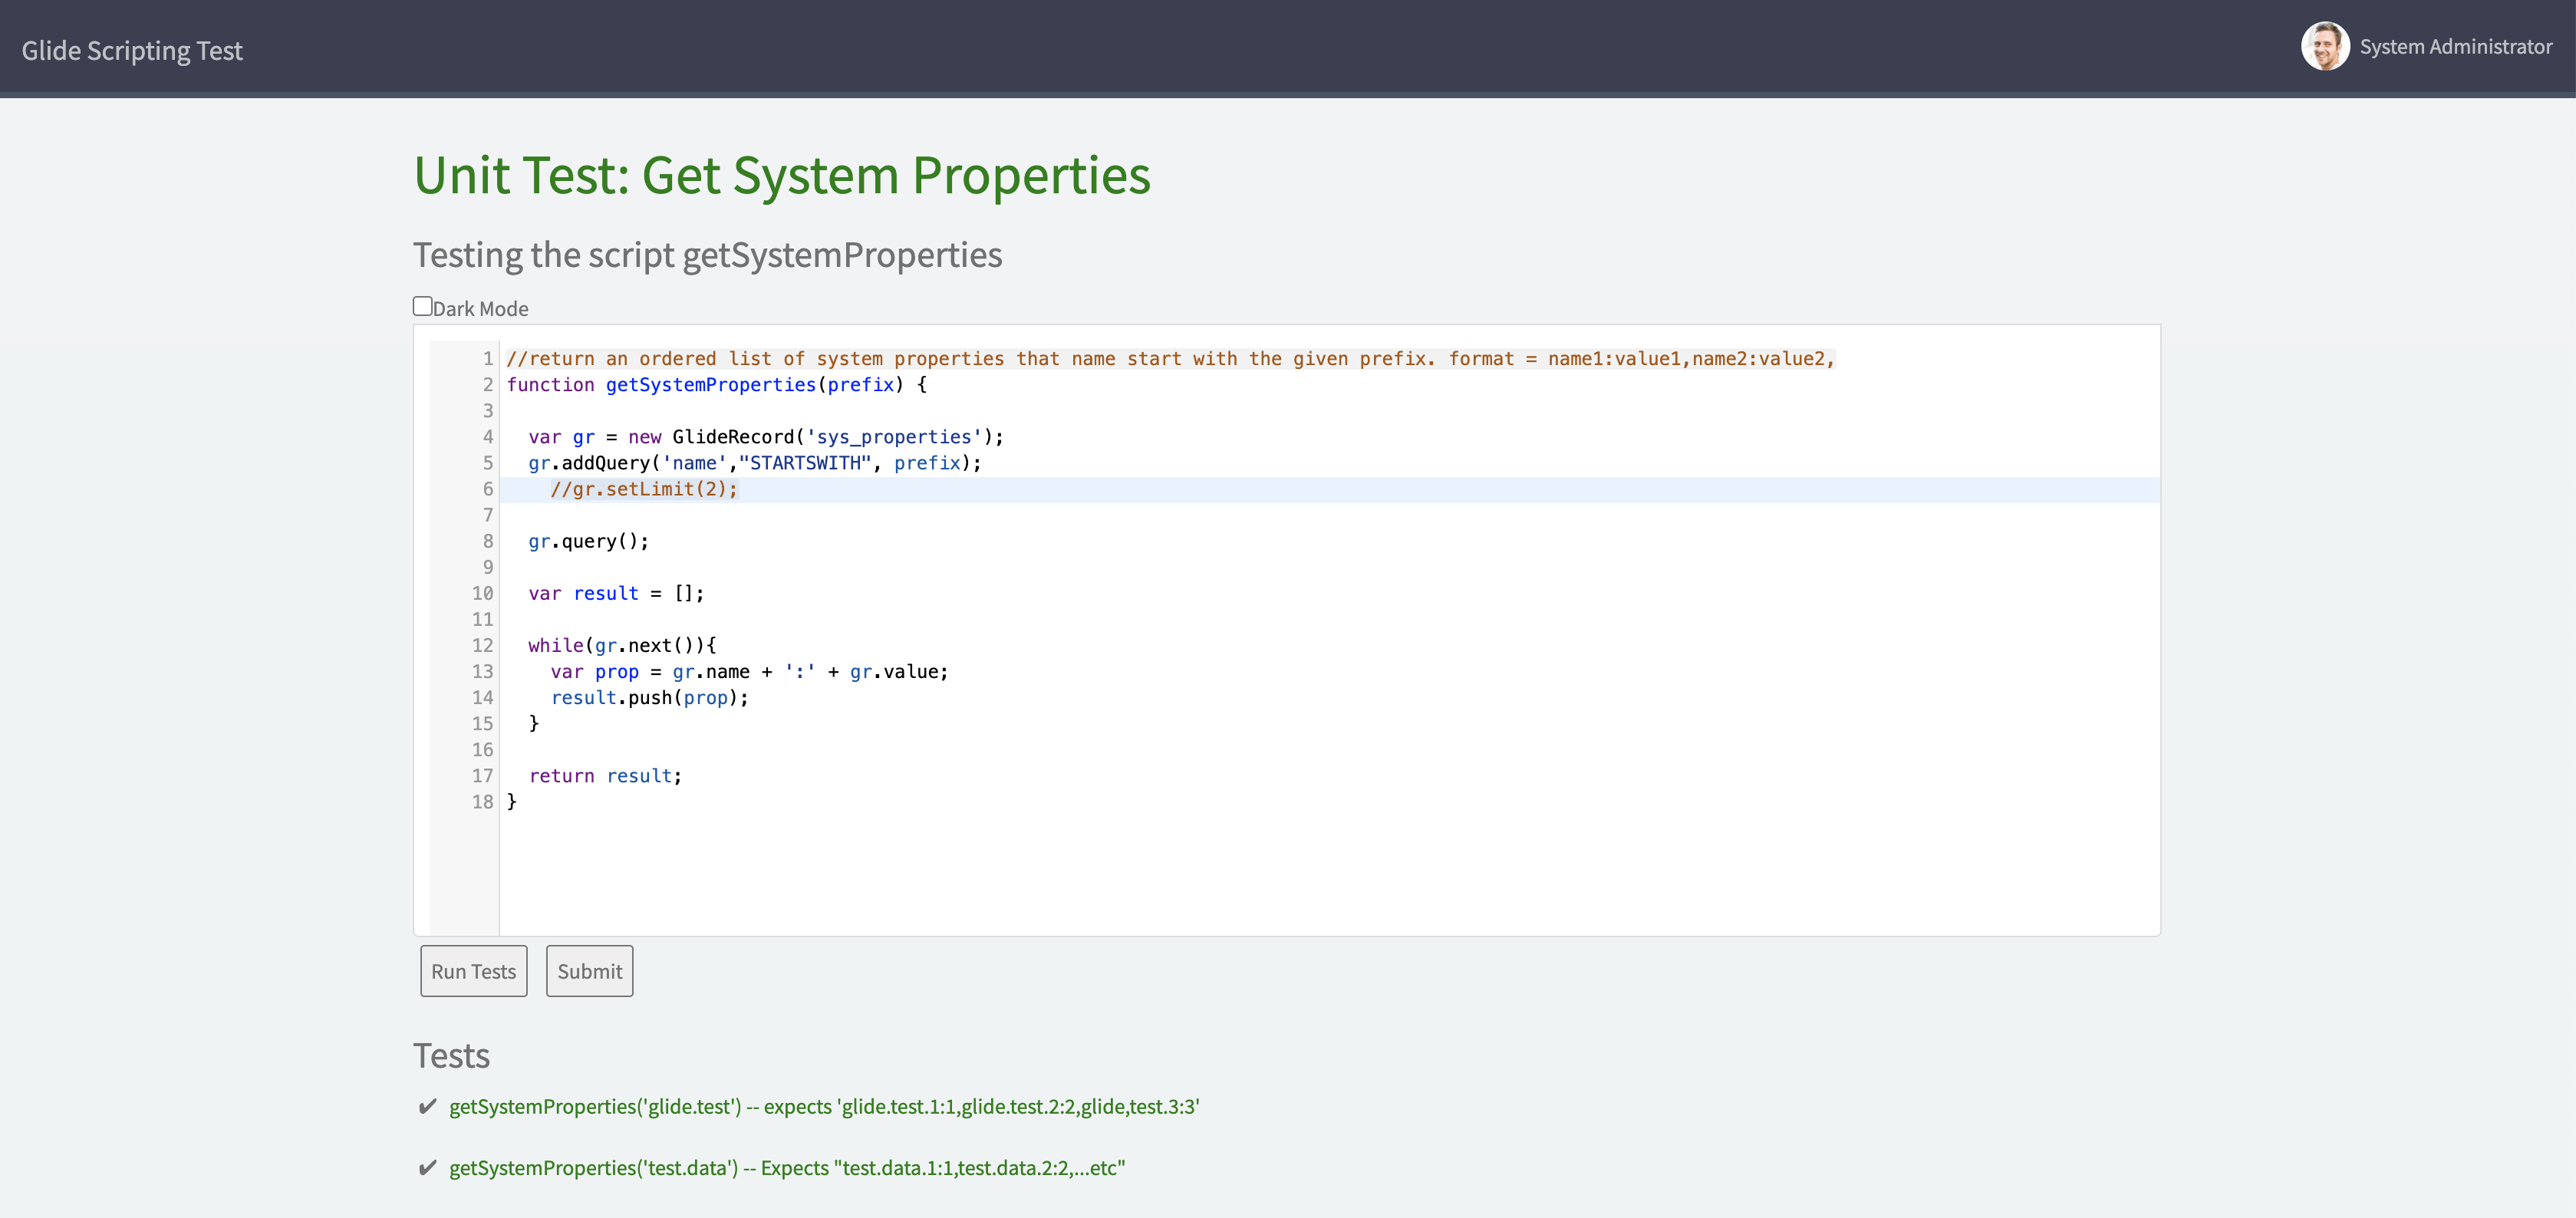 Glide Scripting Test
System Administrator
Unit Test: Get System Properties
Testing the script getSystemProperties
Dark Mode
1 //return an ordered list of system properties that name start with the given prefix. format = name1:value1,name2:value2,
2 function getSystemProperties(prefix) {
3
4 var gr = new GlideRecord('sys_properties');
5 gr.addQuery('name',"STARTSWITH", prefix);
6 //gr.setLimit(2);
7
8 gr.query();
9
10 var result = [];
11
12 while(gr.next()){
13 var prop = gr.name + ':' + gr.value;
14 result.push(prop);
15 }
16
17 return result;
18 }
Run Tests Submit
Tests
✔ getSystemProperties('glide.test') -- expects 'glide.test.1:1,glide.test.2:2,glide,test.3:3'
✔ getSystemProperties('test.data') -- Expects "test.data.1:1,test.data.2:2,...etc"